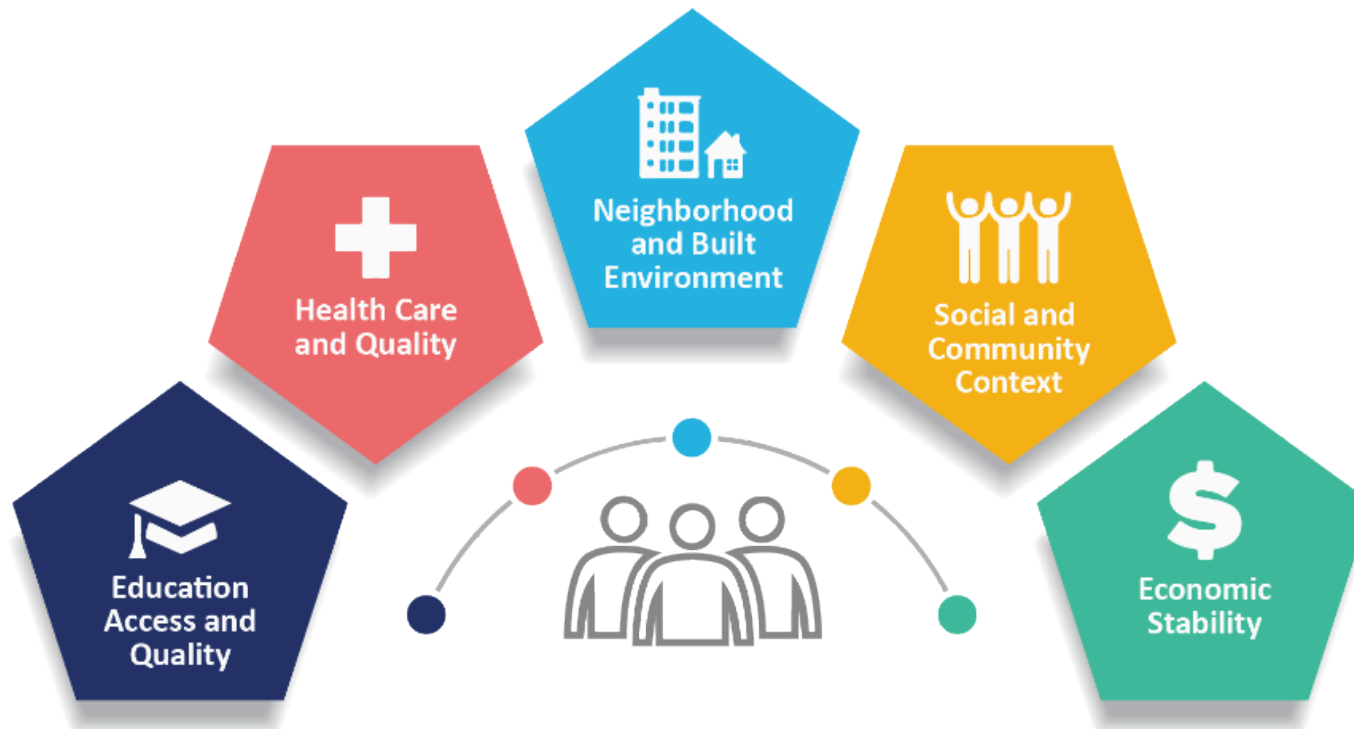 Education
Access and
Quality
Health Care
and Quality
Neighborhood
and Built
Environment
Social and
Community
Context
$
Economic
Stability